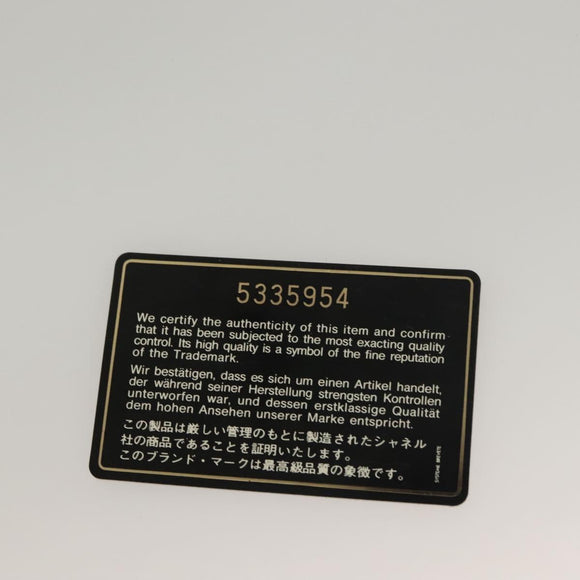 5335954
We certify the authenticity of this item and confirm
that it has been subjected to the most exacting quality
control. Its high quality is a symbol of the fine reputation
of the Trademark.
Wir bestätigen, dass es sich um einen Artikel handelt,
der während seiner Herstellung strengsten Kontrollen
unterworfen war, und dessen erstklassige Qualität
dem hohen Ansehen unserer Marke entspricht.
この製品は厳しい管理のもとに製造されたシャネル
社の商品であることを証明いたします。
このブランド・マークは最高級品質の象徴です。